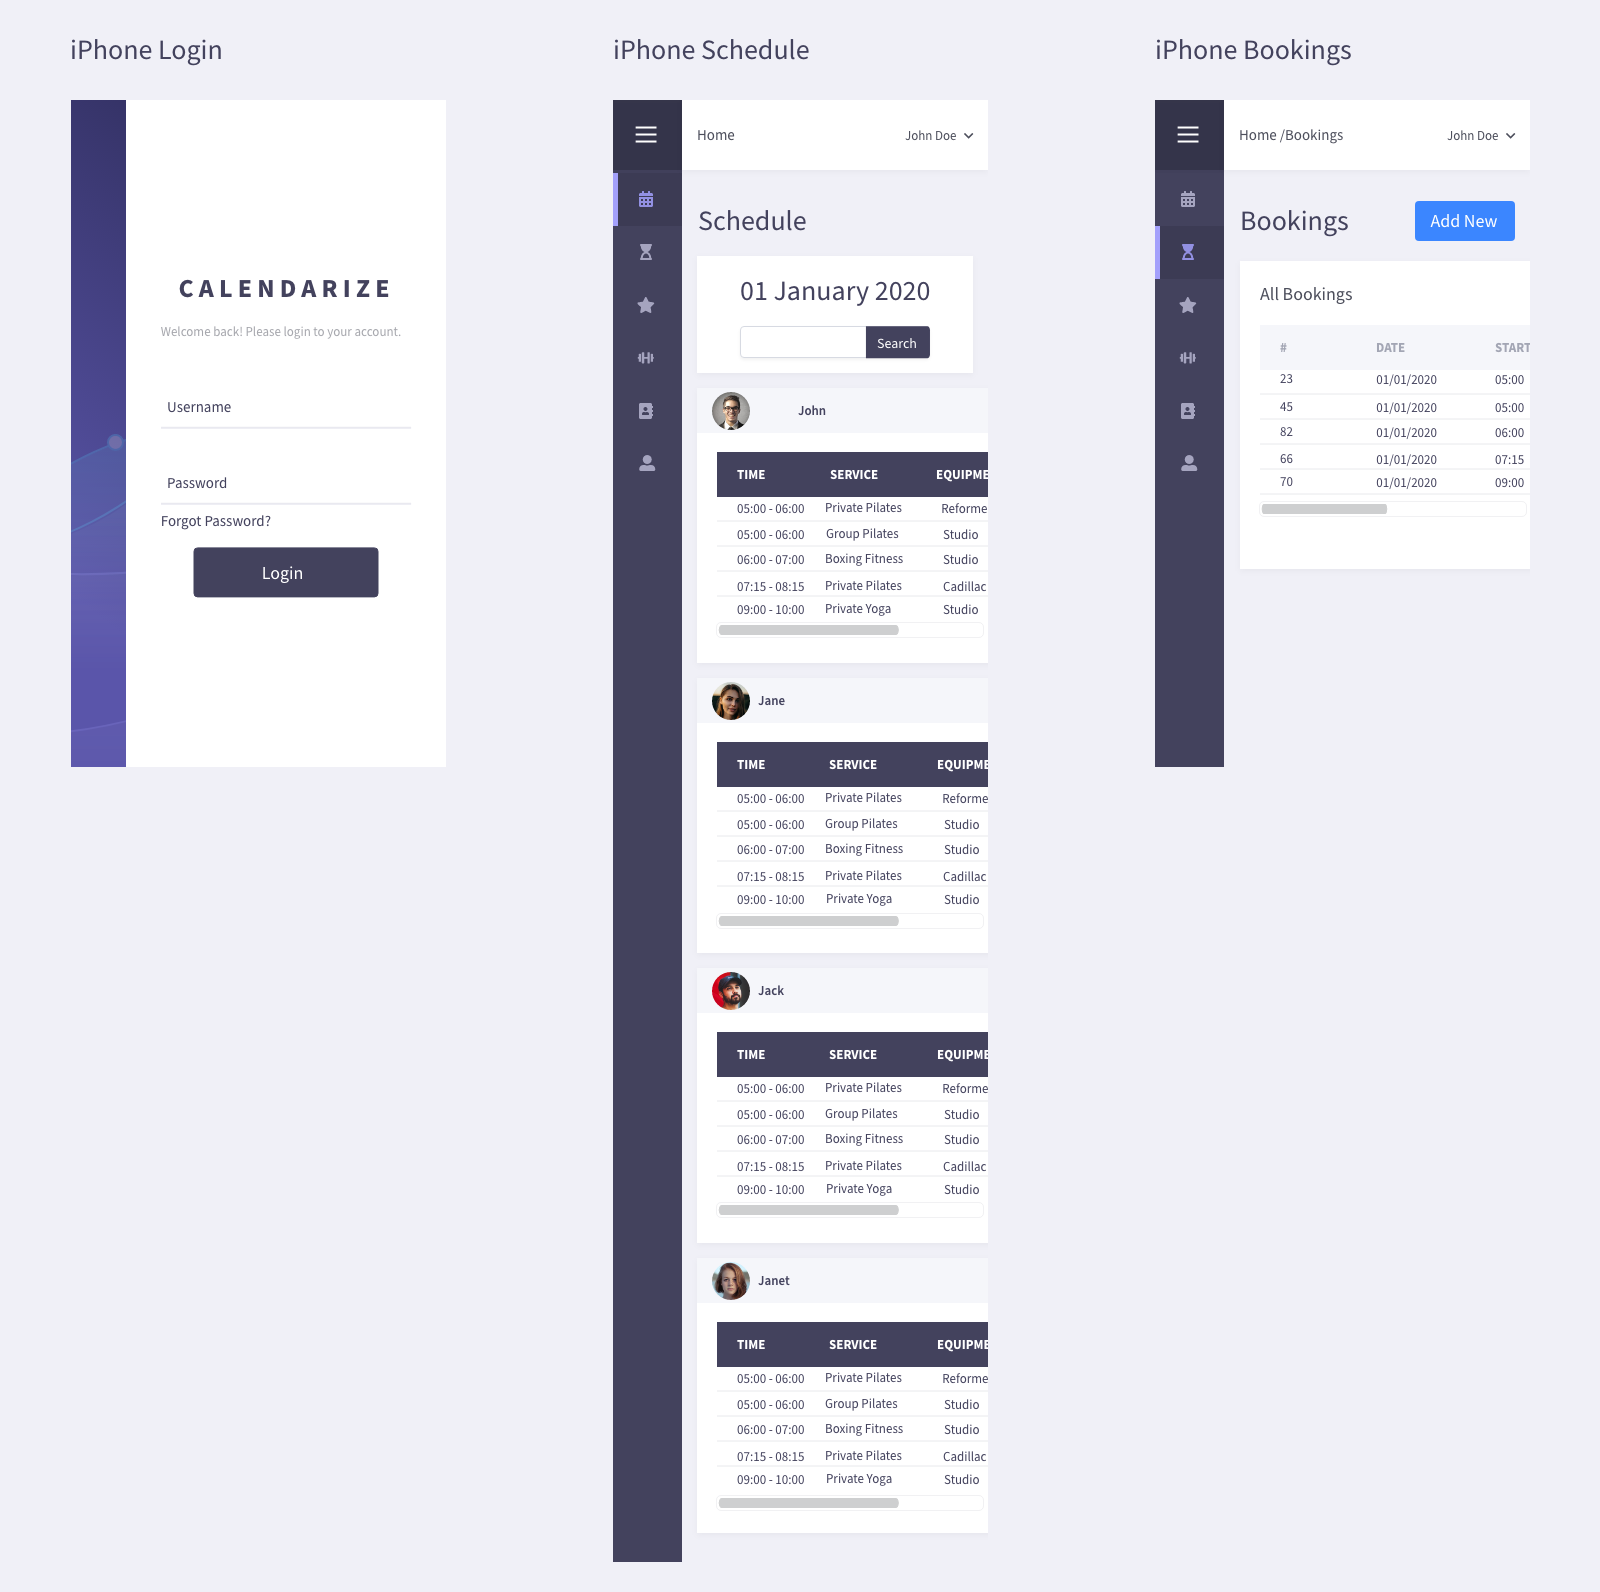 iPhone Login
CALENDARIZE
Welcome back! Please login to your account.
Username
Password
Forgot Password?
Login
iPhone Schedule
Home John Doe
Schedule
01 January 2020
Search
John
TIME SERVICE EQUIPME
05:00 - 06:00 Private Pilates Reforme
05:00 - 06:00 Group Pilates Studio
06:00 - 07:00 Boxing Fitness Studio
07:15 - 08:15 Private Pilates Cadillac
09:00 - 10:00 Private Yoga Studio
Jane
TIME SERVICE EQUIPME
05:00 - 06:00 Private Pilates Reforme
05:00 - 06:00 Group Pilates Studio
06:00 - 07:00 Boxing Fitness Studio
07:15 - 08:15 Private Pilates Cadillac
09:00 - 10:00 Private Yoga Studio
Jack
TIME SERVICE EQUIPME
05:00 - 06:00 Private Pilates Reforme
05:00 - 06:00 Group Pilates Studio
06:00 - 07:00 Boxing Fitness Studio
07:15 - 08:15 Private Pilates Cadillac
09:00 - 10:00 Private Yoga Studio
Janet
TIME SERVICE EQUIPME
05:00 - 06:00 Private Pilates Reforme
05:00 - 06:00 Group Pilates Studio
06:00 - 07:00 Boxing Fitness Studio
07:15 - 08:15 Private Pilates Cadillac
09:00 - 10:00 Private Yoga Studio
iPhone Bookings
Home /Bookings John Doe
Bookings Add New
All Bookings
# DATE START
23 01/01/2020 05:00
45 01/01/2020 05:00
82 01/01/2020 06:00
66 01/01/2020 07:15
70 01/01/2020 09:00